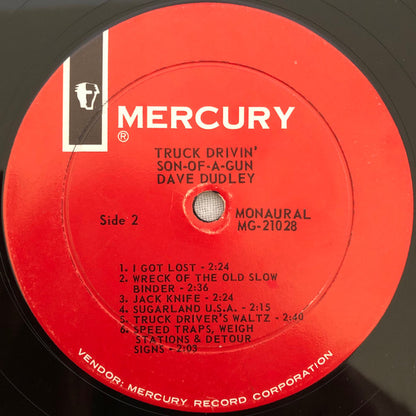 MERCURY
®
TRUCK DRIVIN'
SON-OF-A-GUN
DAVE DUDLEY
Side 2
MONAURAL
MG-21028
1. I GOT LOST - 2:24
2. WRECK OF THE OLD SLOW
BINDER - 2:36
3. JACK KNIFE - 2:24
4. SUGARLAND U.S.A. - 2:15
5. TRUCK DRIVER'S WALTZ - 2:40
6. SPEED TRAPS, WEIGH
STATIONS & DETOUR
SIGNS - 2:03
VENDOR: MERCURY RECORD CORPORATION